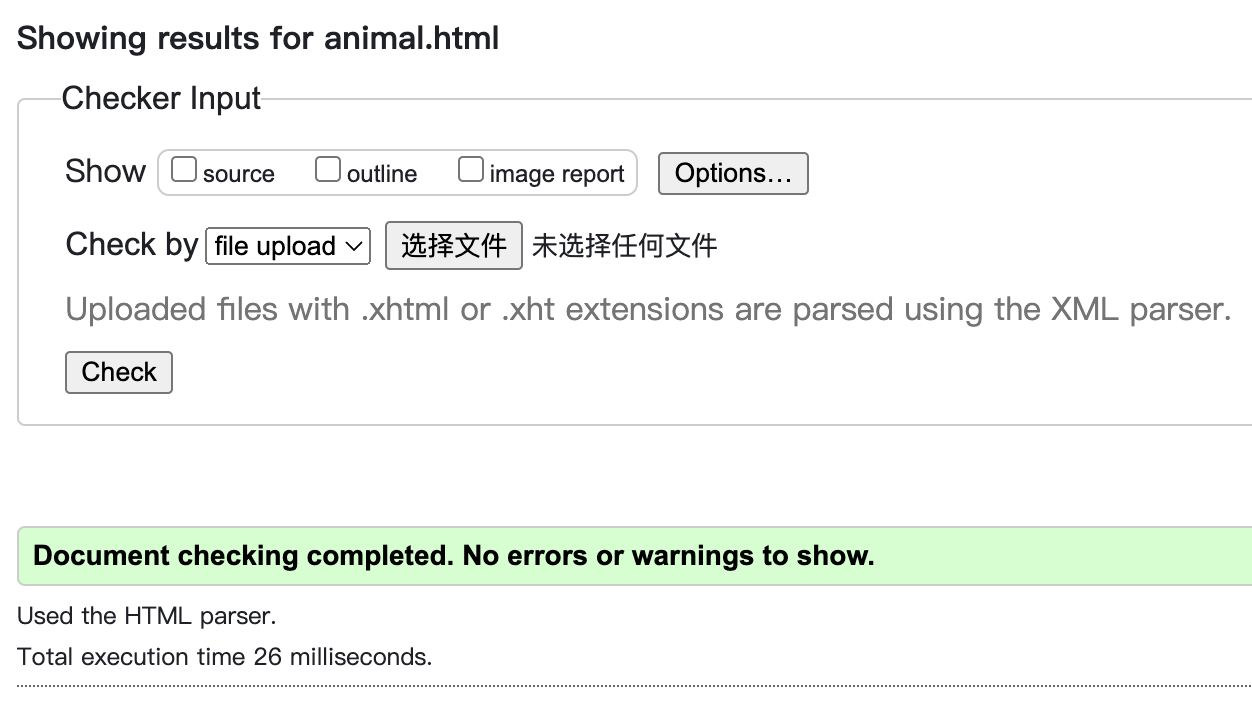 Showing results for animal.html
Checker Input
Show source outline image report Options...
Check by file upload 选择文件 未选择任何文件
Uploaded files with .xhtml or .xht extensions are parsed using the XML parser.
Check
Document checking completed. No errors or warnings to show.
Used the HTML parser.
Total execution time 26 milliseconds.